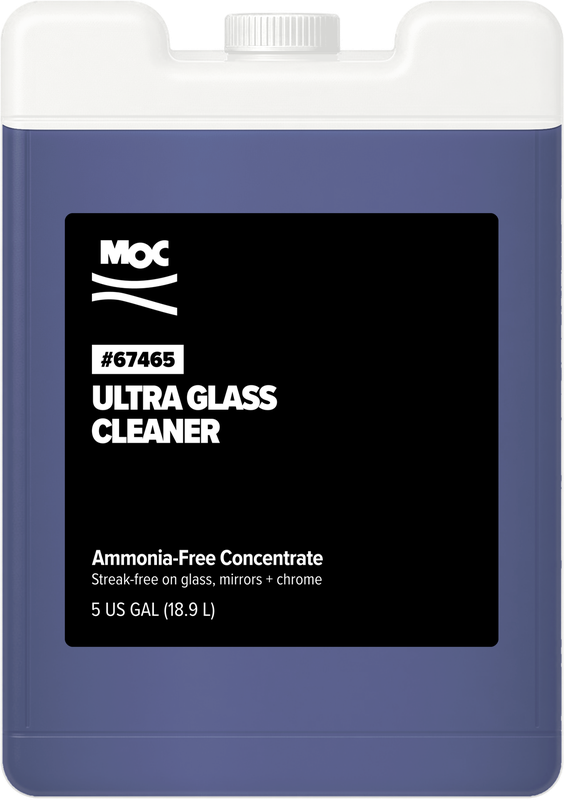 MOC
#67465
ULTRA GLASS
CLEANER
Ammonia-Free Concentrate
Streak-free on glass, mirrors + chrome
5 US GAL (18.9 L)